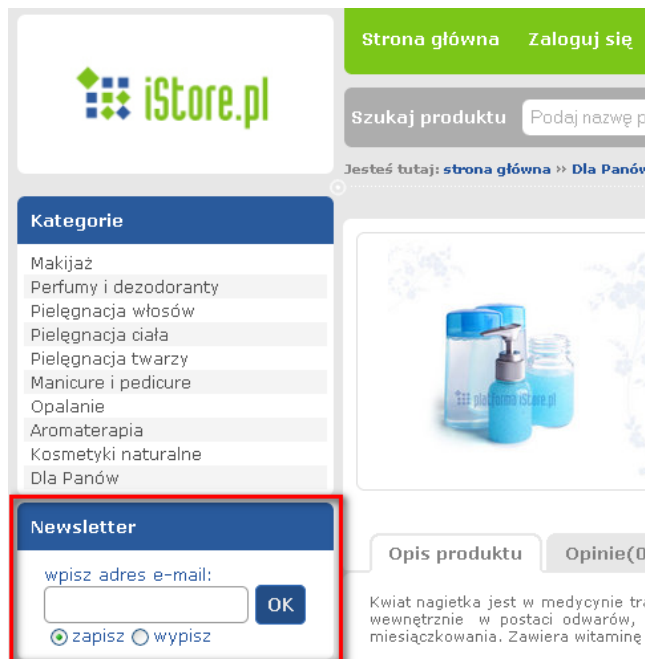 iStore.pl
Strona główna Zaloguj się
Szukaj produktu Podaj nazwę
Jesteś tutaj: strona główna » Dla Panów
Kategorie
Makijaż
Perfumy i dezodoranty
Pielęgnacja włosów
Pielęgnacja ciała
Pielęgnacja twarzy
Manicure i pedicure
Opalanie
Aromaterapia
Kosmetyki naturalne
Dla Panów
platforma iStore.pl
Newsletter
wpisz adres e-mail:
OK
zapisz wypisz
Opis produktu Opinie(0
Kwiat nagietka jest w medycynie
wewnętrznie w postaci odwarów,
miesiączkowania. Zawiera witaminę